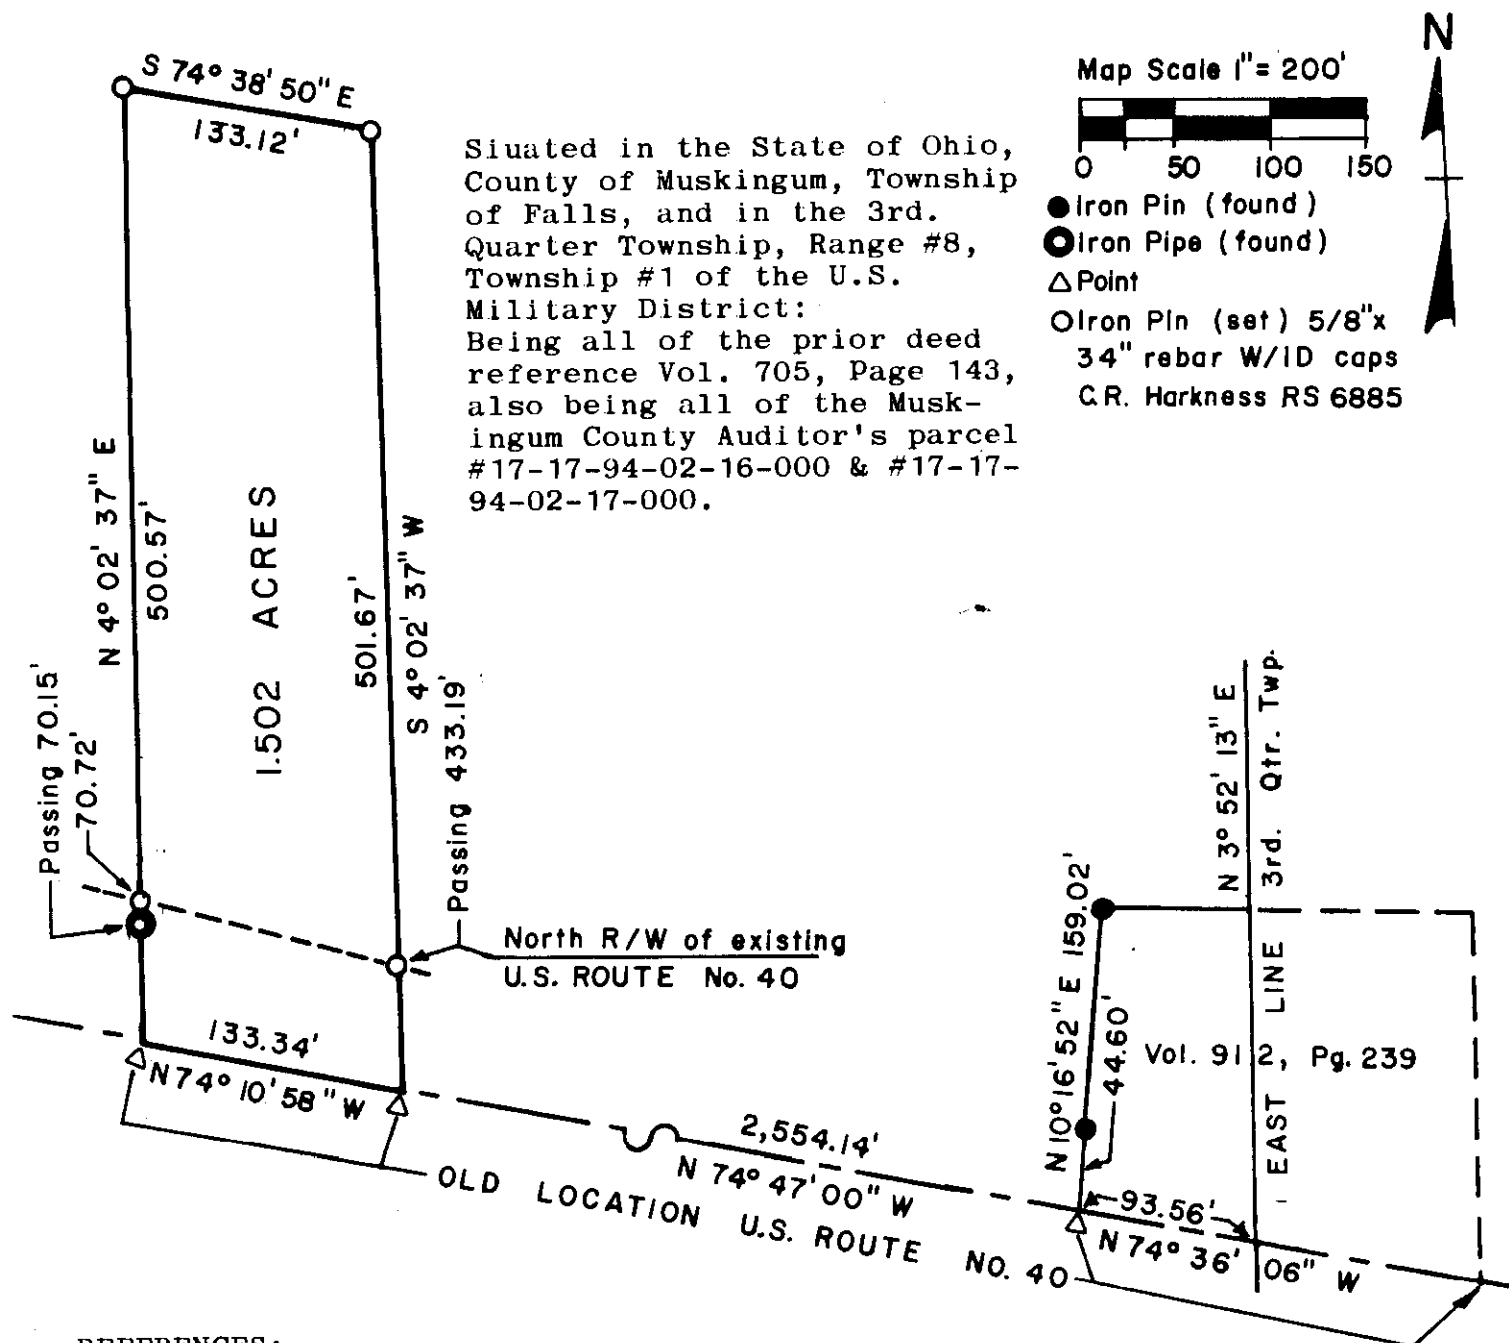 S 74° 38' 50" E
133.12'
Siuated in the State of Ohio,
County of Muskingum, Township
of Falls, and in the 3rd.
Quarter Township, Range #8,
Township #1 of the U.S.
Military District:
Being all of the prior deed
reference Vol. 705, Page 143,
also being all of the Musk-
ingum County Auditor's parcel
#17-17-94-02-16-000 & #17-17-
94-02-17-000.
Map Scale 1"= 200'
0 50 100 150
Iron Pin (found)
Iron Pipe (found)
Point
Iron Pin (set) 5/8"x
34" rebar W/ID caps
C.R. Harkness RS 6885
N
N 4° 02' 37" E
500.57'
1.502 ACRES
501.67'
S 4° 02' 37" W
Passing 433.19'
Passing 70.15'
70.72'
North R/W of existing
U.S. ROUTE No. 40
133.34'
N 74° 10' 58" W
2,554.14'
N 74° 47' 00" W
OLD LOCATION U.S. ROUTE NO. 40
N 10° 16' 52" E 159.02'
44.60'
Vol. 912, Pg. 239
N 3° 52' 13" E
EAST LINE 3rd. Qtr. Twp.
93.56'
N 74° 36' 06" W
REFERENCES: